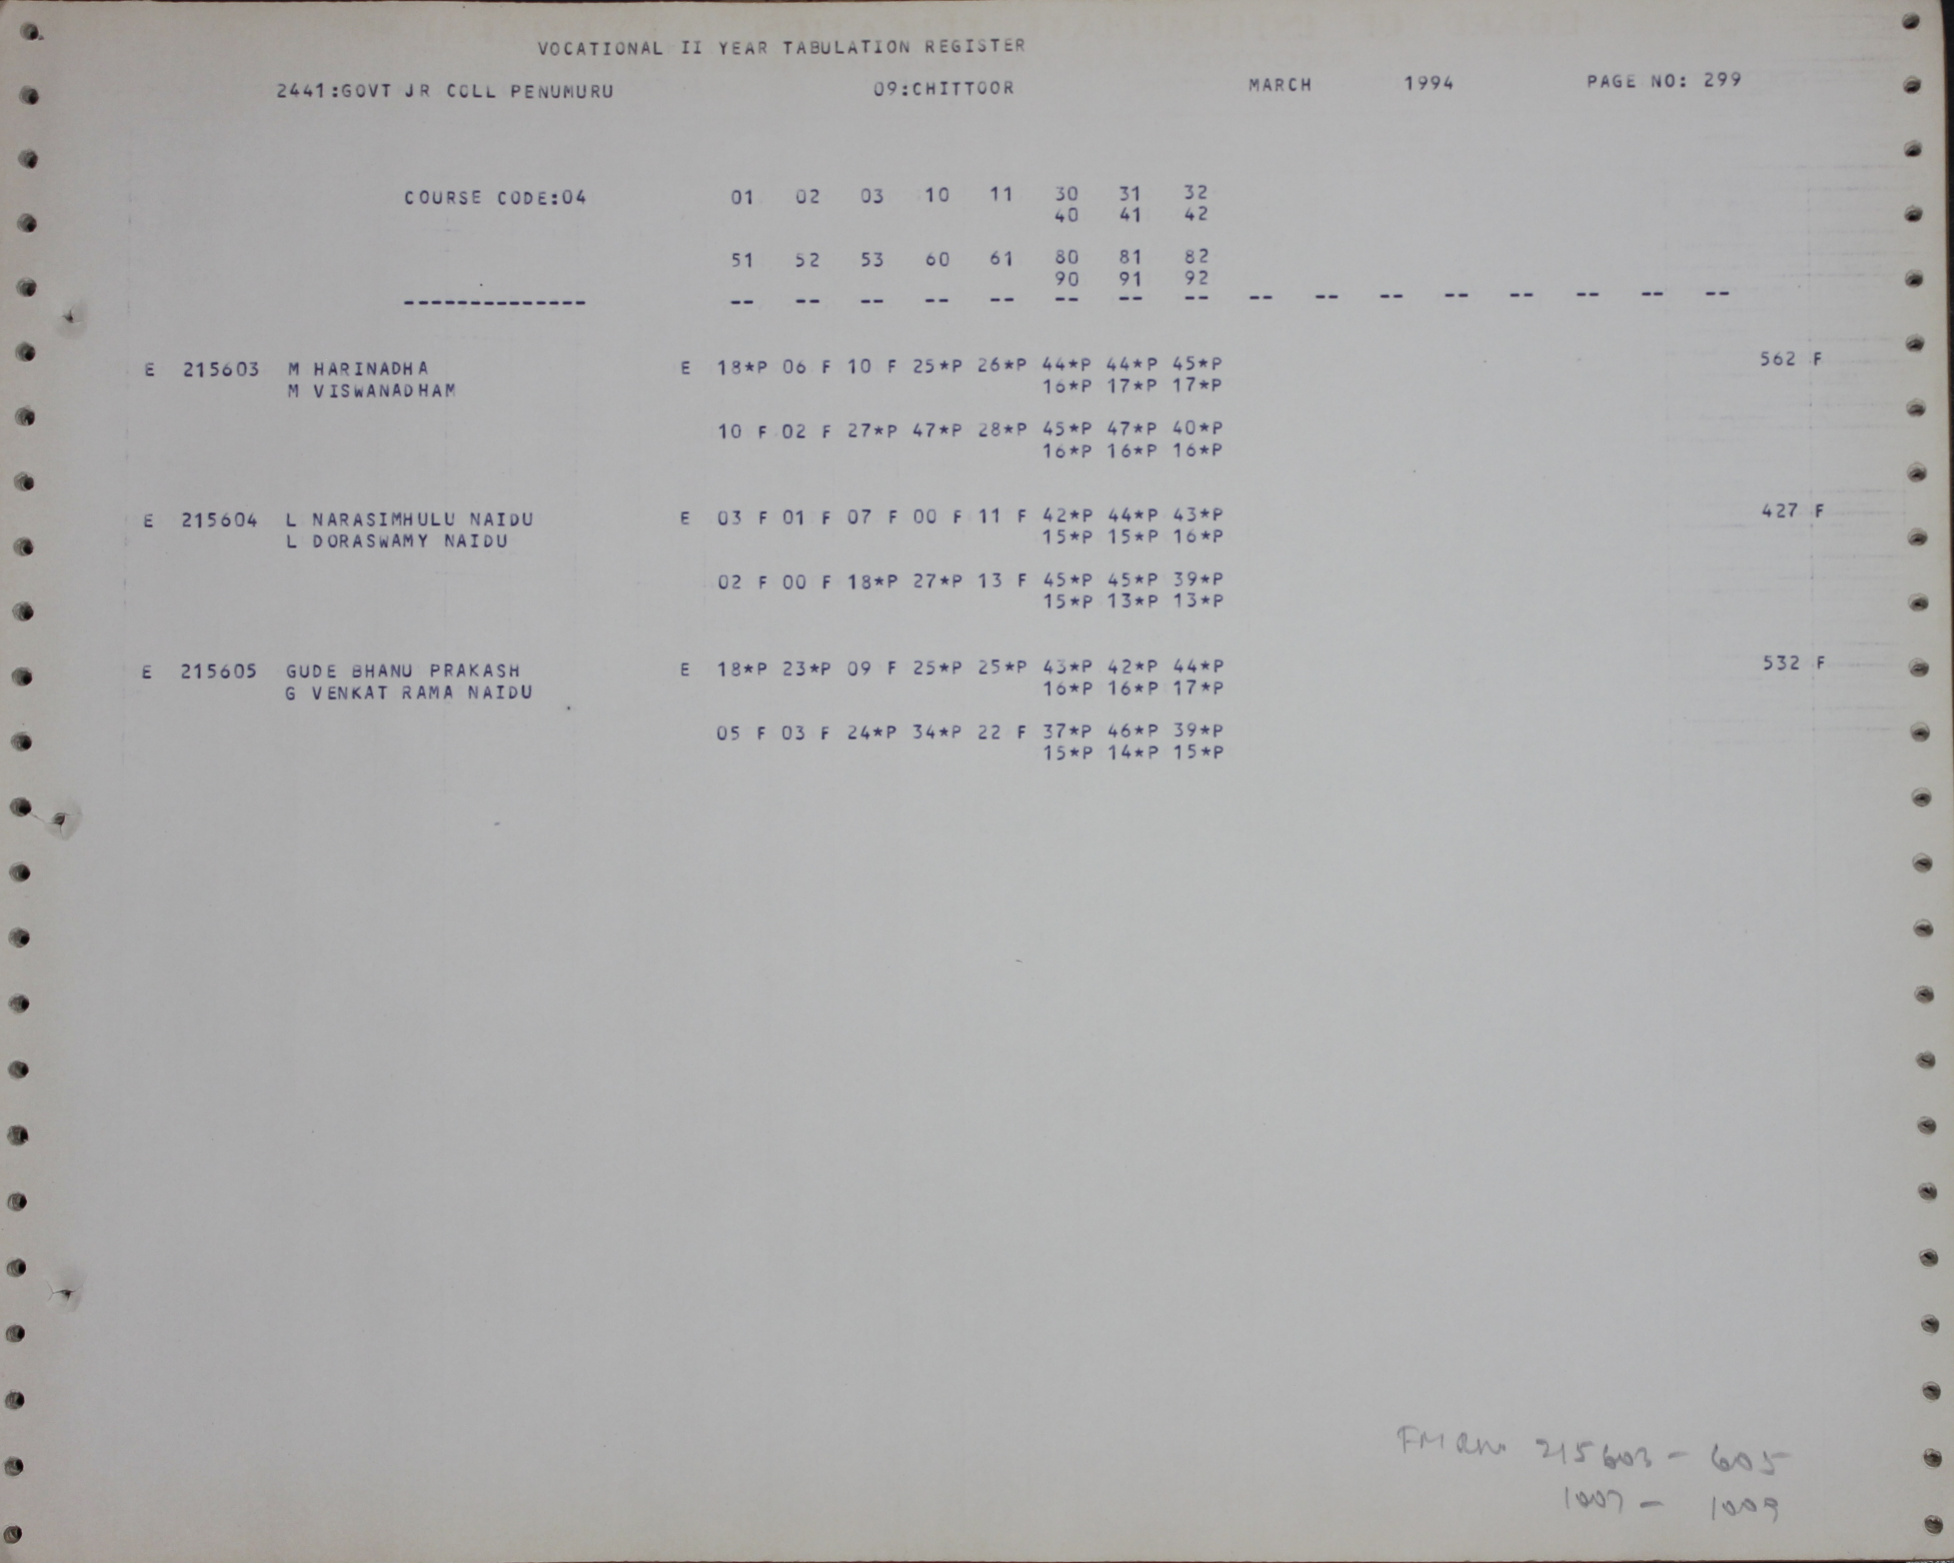 VOCATIONAL II YEAR TABULATION REGISTER
2441:GOVT JR COLL PENUMURU 09:CHITTOOR MARCH 1994 PAGE NO: 299
COURSE CODE:04 01 02 03 10 11 30 31 32
40 41 42
51 52 53 60 61 80 81 82
90 91 92
-------------- -- -- -- -- -- -- -- -- -- -- -- -- -- -- -- --
E 215603 M HARINADHA E 18*P 06 F 10 F 25*P 26*P 44*P 44*P 45*P 562 F
M VISWANADHAM 16*P 17*P 17*P
10 F 02 F 27*P 47*P 28*P 45*P 47*P 40*P
16*P 16*P 16*P
E 215604 L NARASIMHULU NAIDU E 03 F 01 F 07 F 00 F 11 F 42*P 44*P 43*P 427 F
L DORASWAMY NAIDU 15*P 15*P 16*P
02 F 00 F 18*P 27*P 13 F 45*P 45*P 39*P
15*P 13*P 13*P
E 215605 GUDE BHANU PRAKASH E 18*P 23*P 09 F 25*P 25*P 43*P 42*P 44*P 532 F
G VENKAT RAMA NAIDU 16*P 16*P 17*P
05 F 03 F 24*P 34*P 22 F 37*P 46*P 39*P
15*P 14*P 15*P
215603 - 605
1007 - 1009